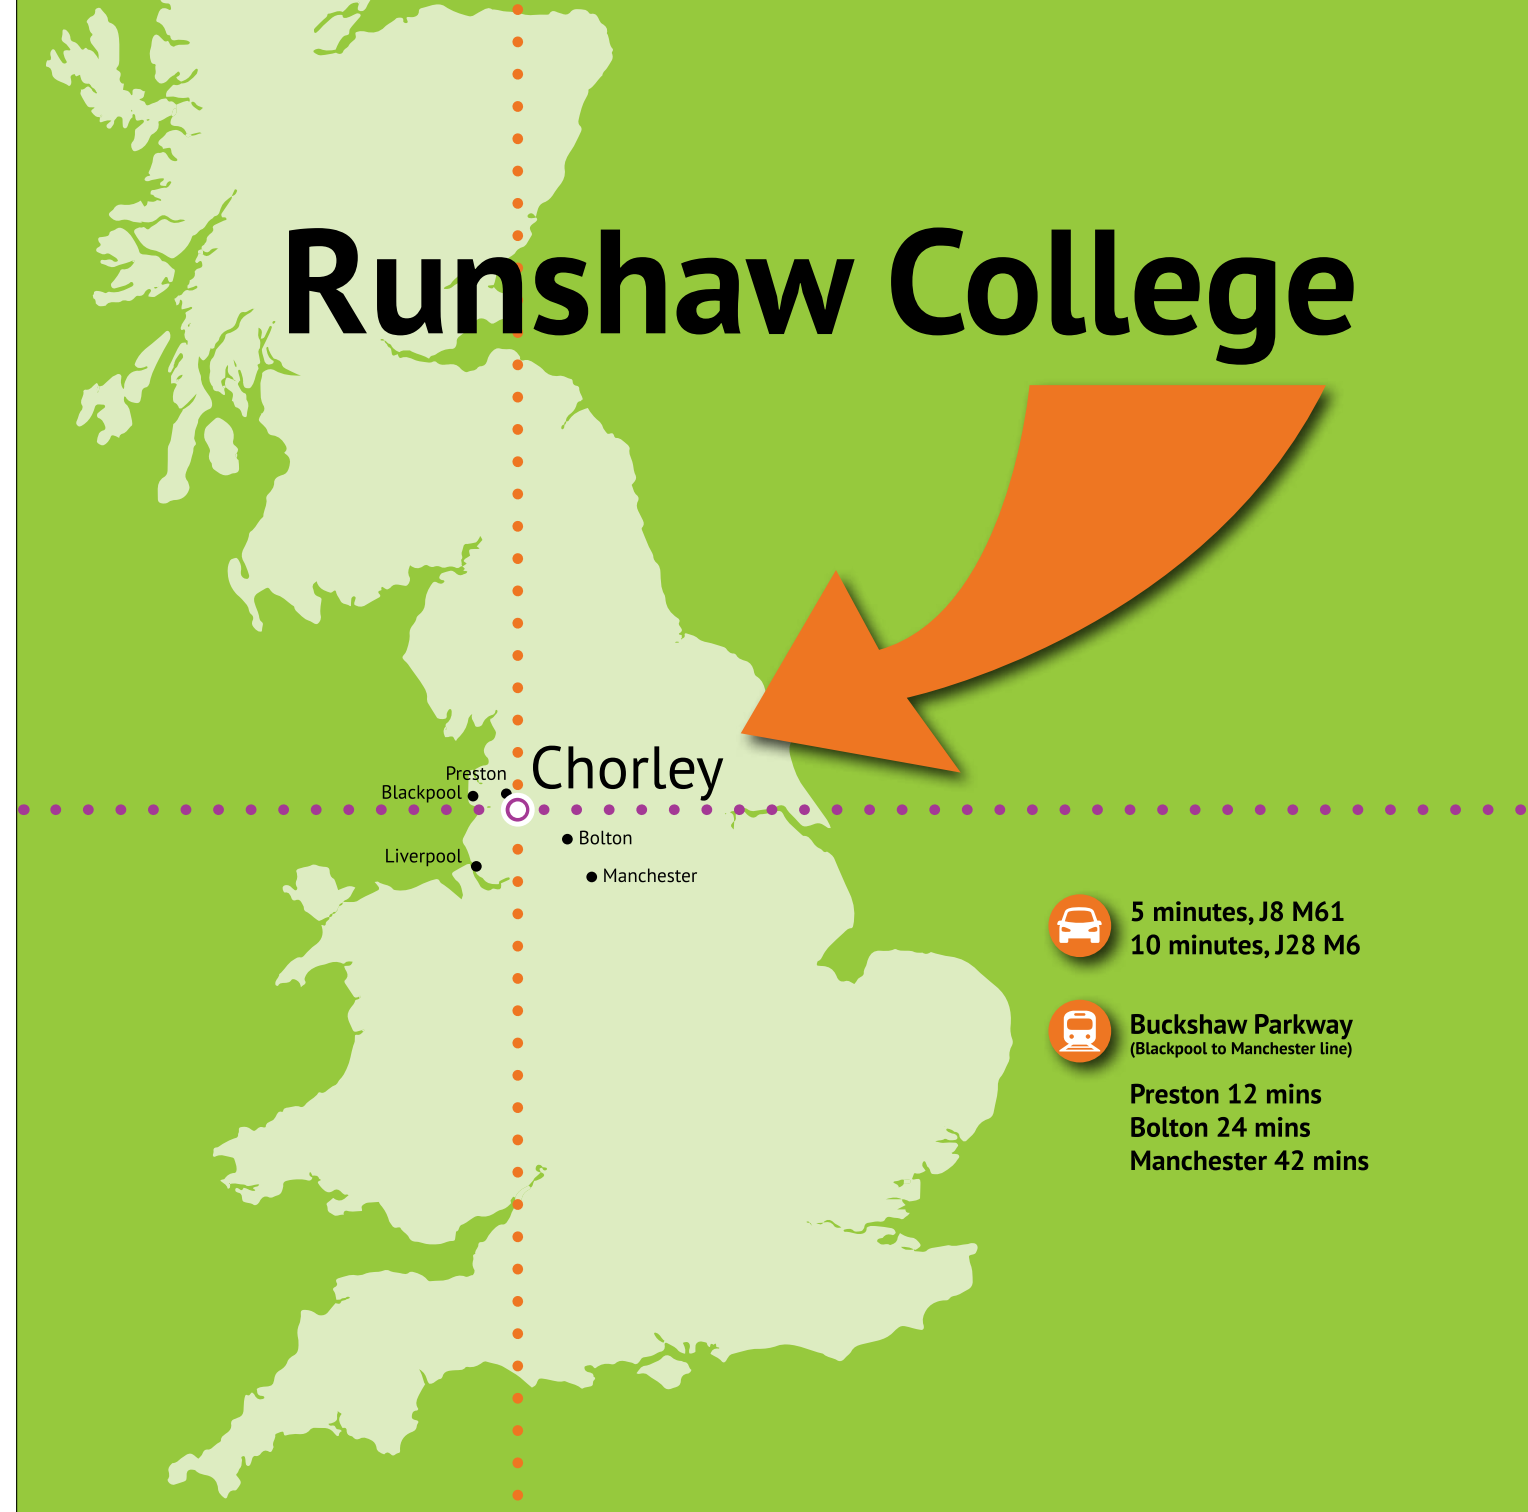 Runshaw College
Chorley
Preston
Blackpool
Bolton
Liverpool
Manchester
5 minutes, J8 M61
10 minutes, J28 M6
Buckshaw Parkway
(Blackpool to Manchester line)
Preston 12 mins
Bolton 24 mins
Manchester 42 mins